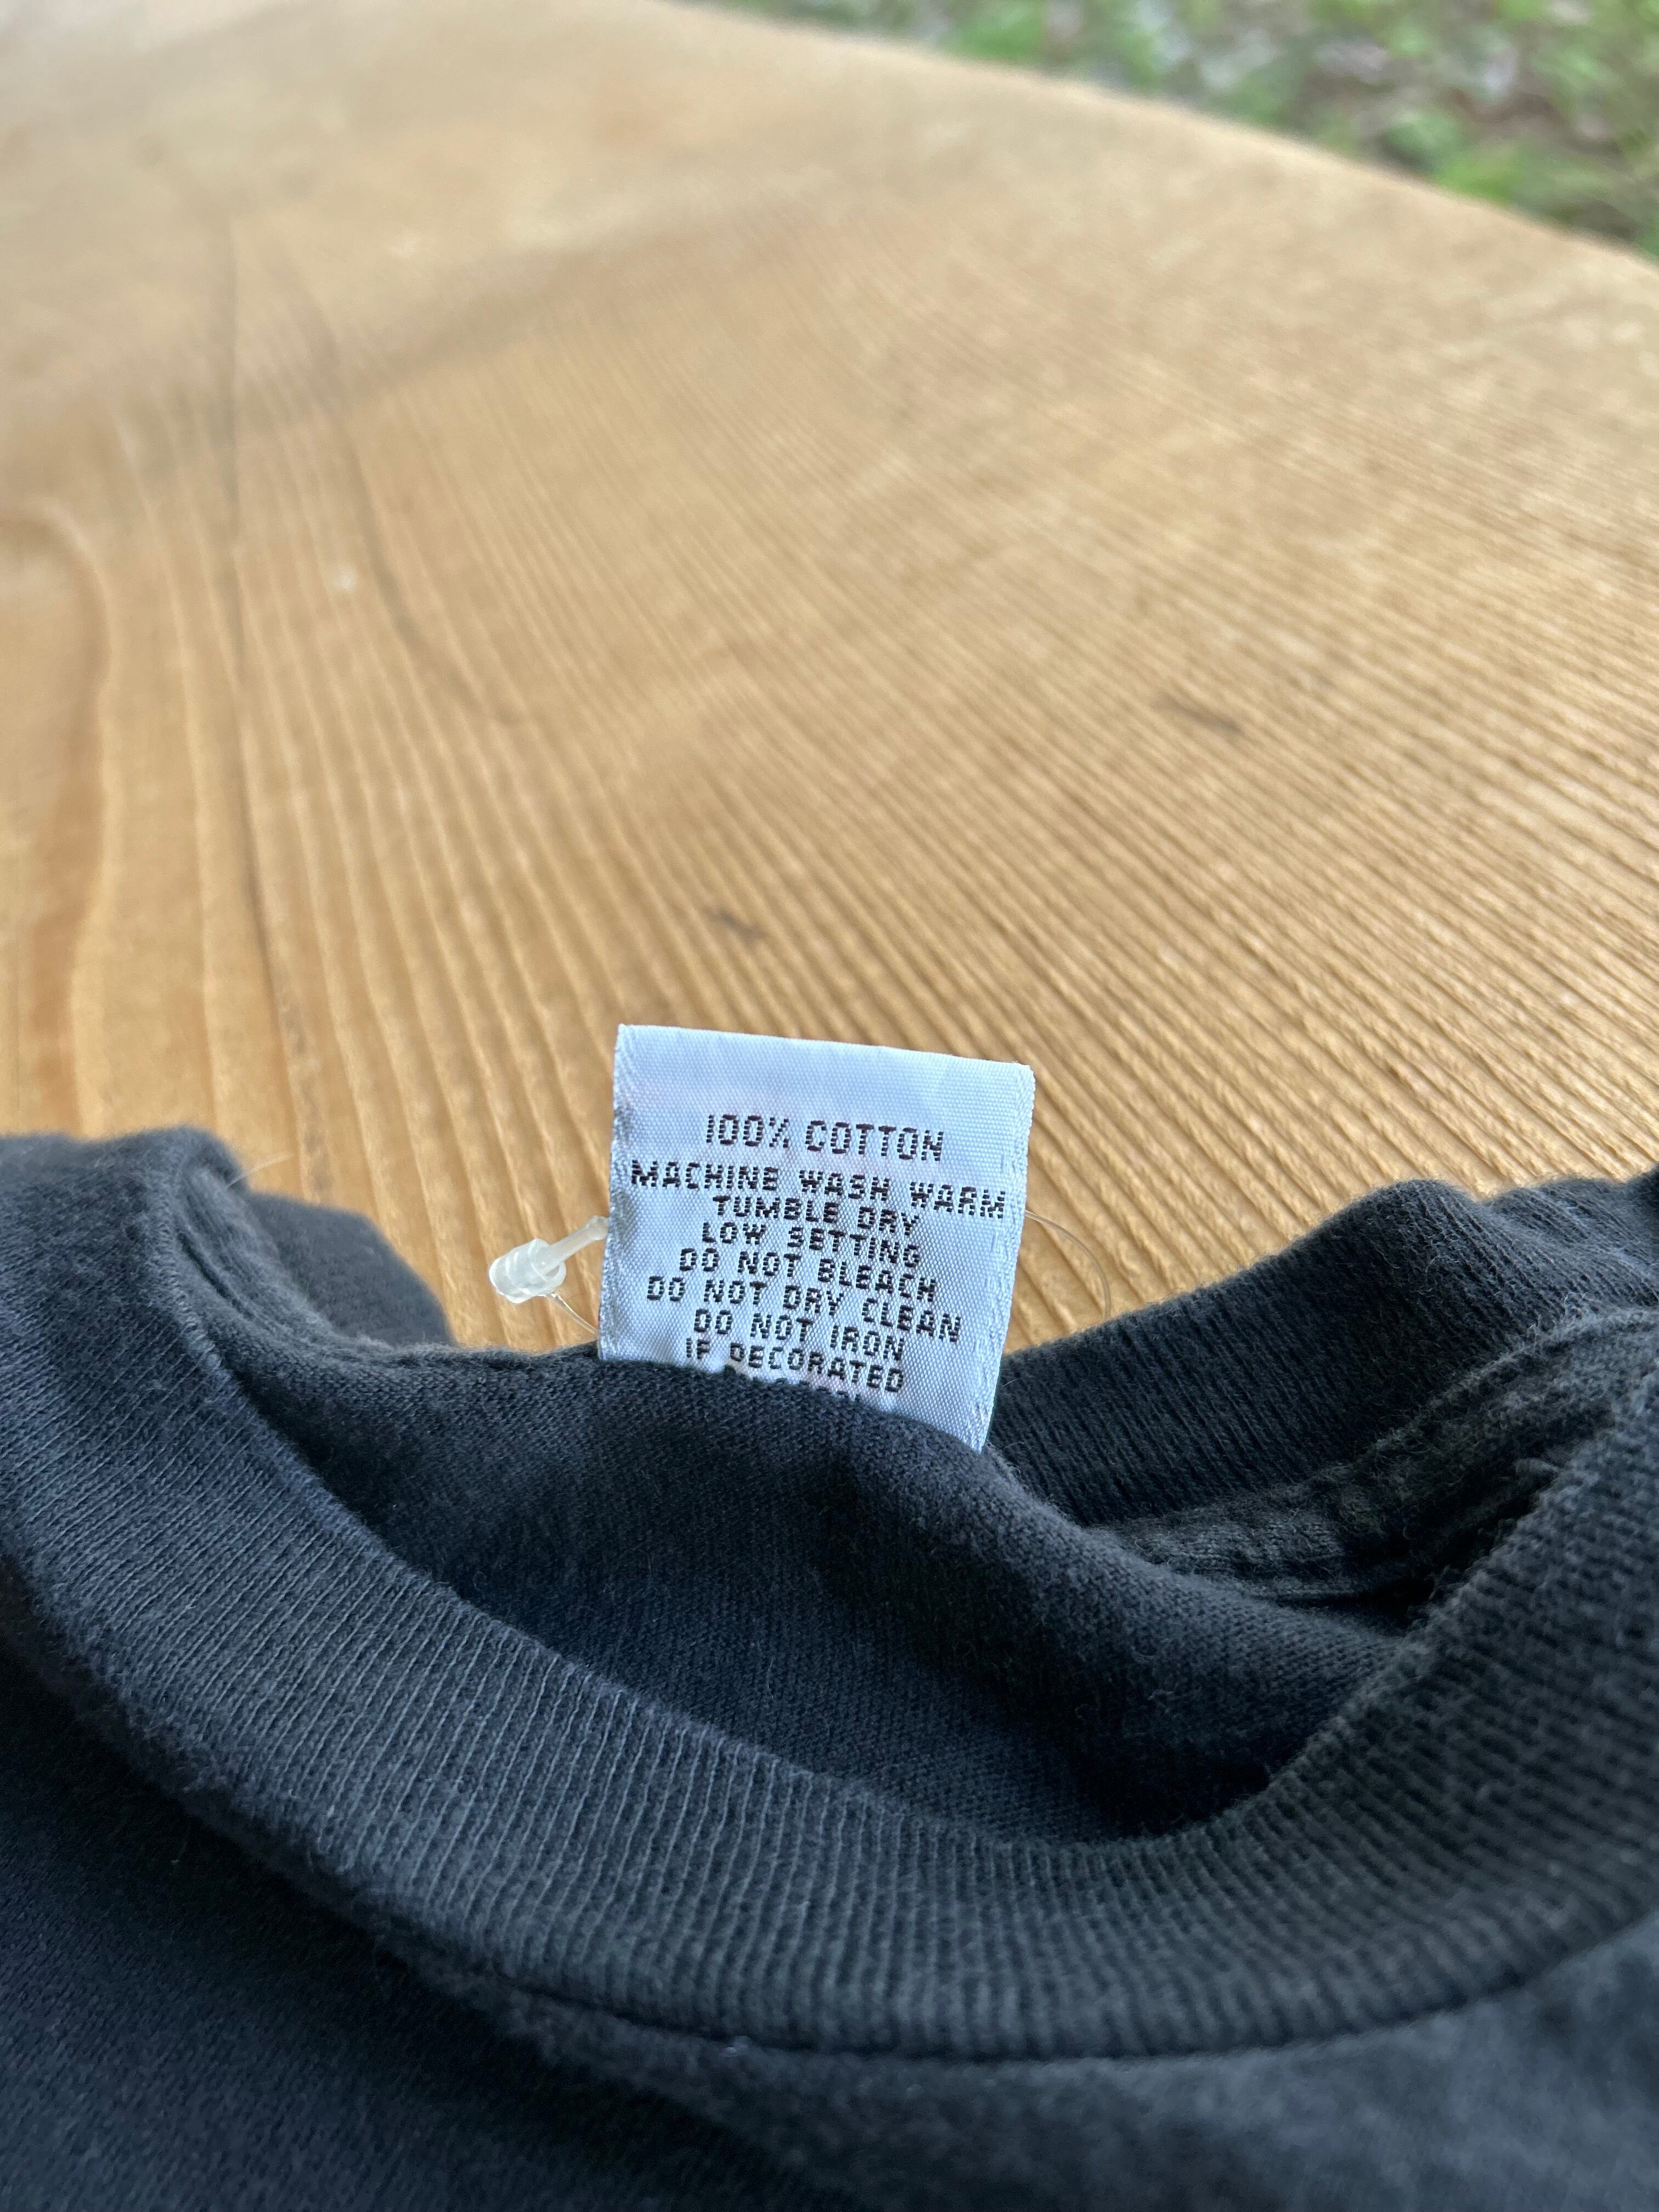 100% COTTON
MACHINE WASH WARM
TUMBLE DRY
LOW SETTING
DO NOT BLEACH
DO NOT DRY CLEAN
DO NOT IRON
IF DECORATED